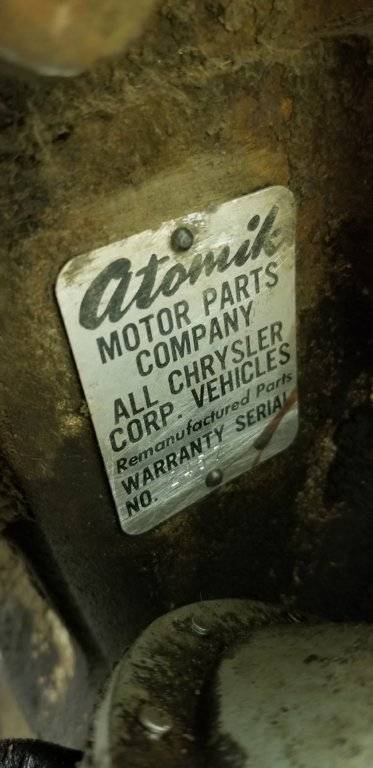 Atomik
MOTOR PARTS
COMPANY
ALL CHRYSLER
CORP. VEHICLES
Remanufactured Parts
WARRANTY SERIAL
NO.